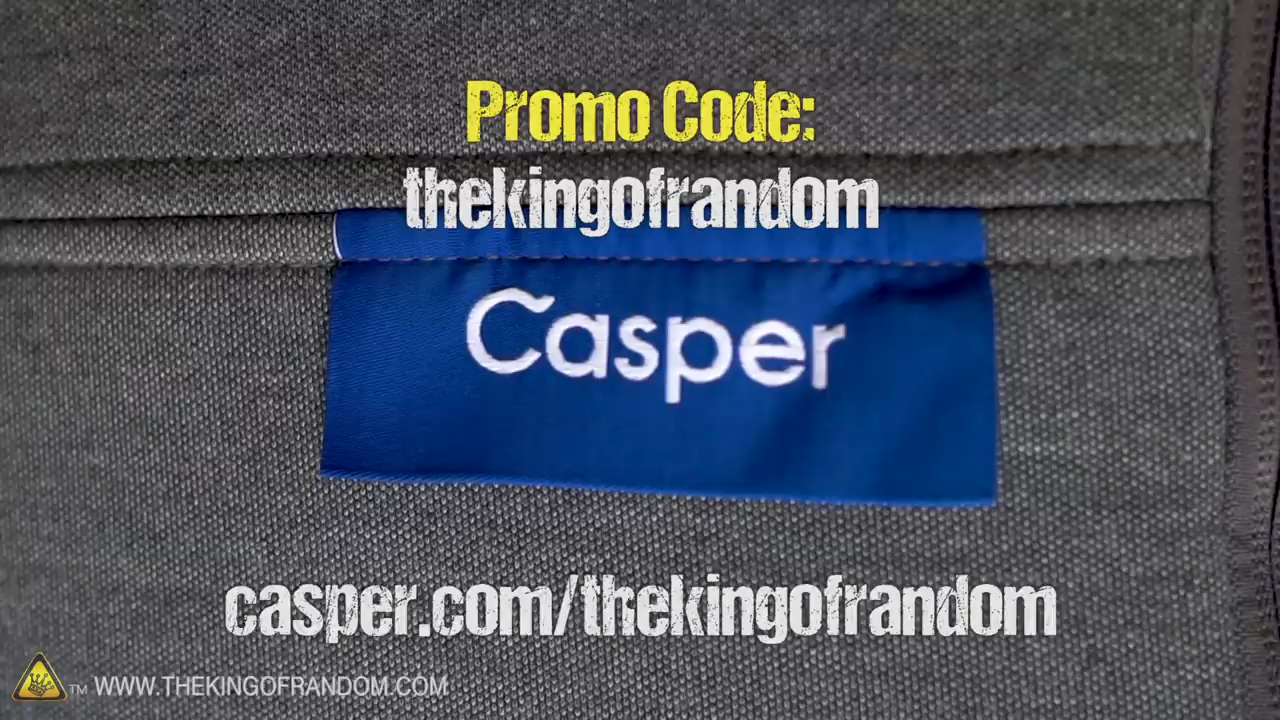 Promo Code:
thekingofrandom
Casper
casper.com/thekingofrandom
™ WWW.THEKINGOFRANDOM.COM